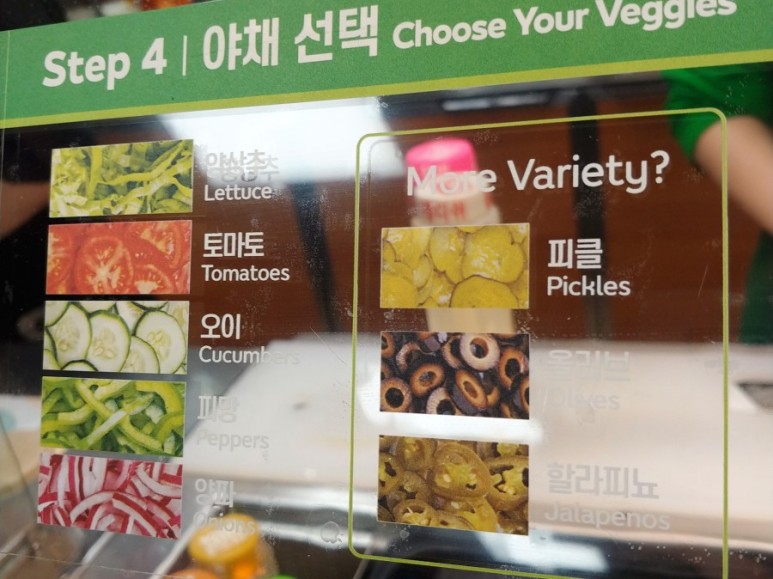 Step 4 | 야채 선택 Choose Your Veggies
양상추
Lettuce
토마토
Tomatoes
오이
Cucumbers
피망
Peppers
양파
Onions
More Variety?
피클
Pickles
올리브
Olives
할라피뇨
Jalapenos